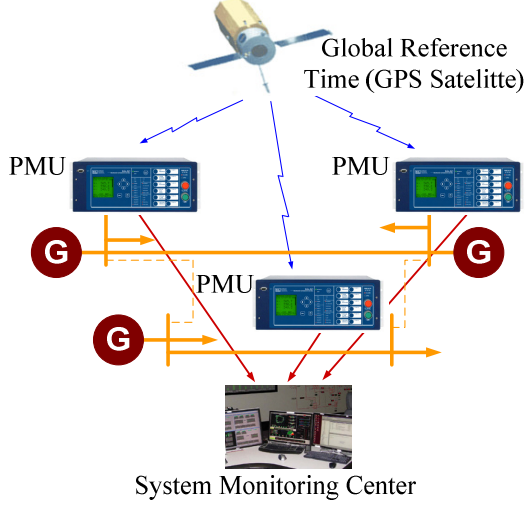 Global Reference
Time (GPS Satelitte)
PMU
PMU
G
G
PMU
G
System Monitoring Center